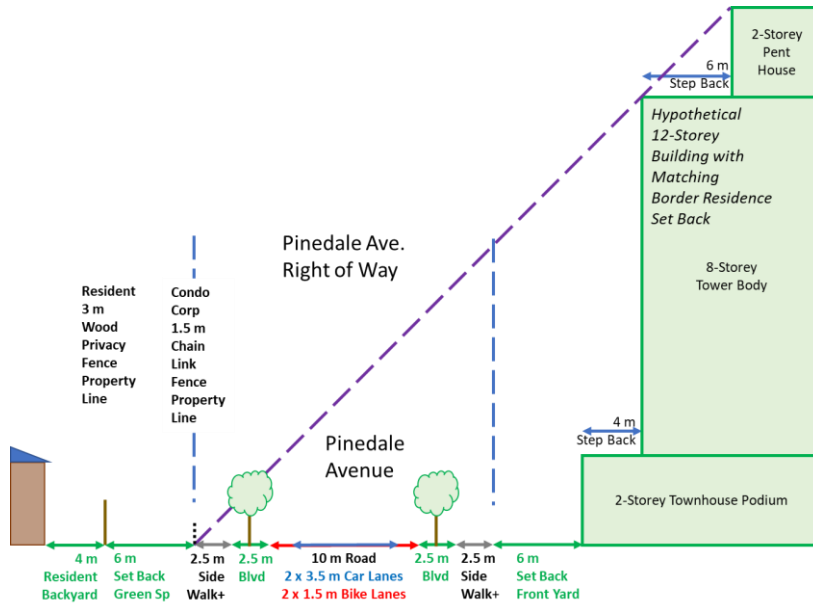 2-Storey
Pent
House
6 m
Step Back
Hypothetical
12-Storey
Building with
Matching
Border Residence
Set Back
8-Storey
Tower Body
Pinedale Ave.
Right of Way
Resident
3 m
Wood
Privacy
Fence
Property
Line
Condo
Corp
1.5 m
Chain
Link
Fence
Property
Line
4 m
Step Back
Pinedale
Avenue
2-Storey Townhouse Podium
4 m
Resident
Backyard
6 m
Set Back
Green Sp
2.5 m
Side
Walk+
2.5 m
Blvd
10 m Road
2 x 3.5 m Car Lanes
2 x 1.5 m Bike Lanes
2.5 m
Blvd
2.5 m
Side
Walk+
6 m
Set Back
Front Yard